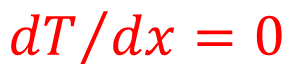 dT/dx = 0